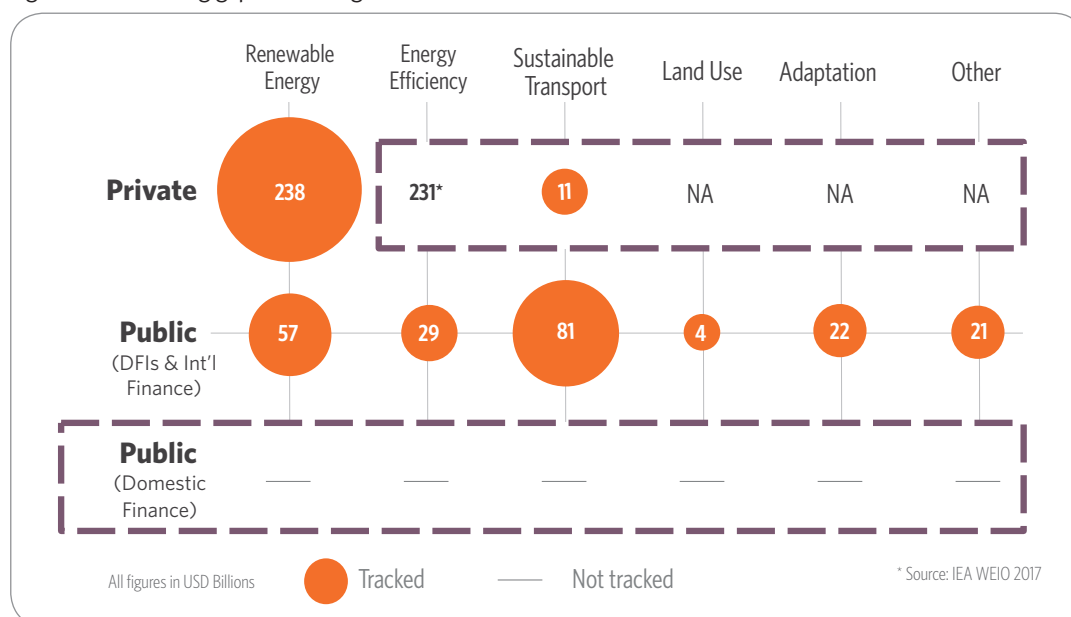 Renewable
Energy
Energy
Efficiency
Sustainable
Transport
Land Use
Adaptation
Other
Private
238
231*
11
NA
NA
NA
Public
(DFIs & Int'l
Finance)
57
29
81
4
22
21
Public
(Domestic
Finance)
All figures in USD Billions
Tracked
Not tracked
* Source: IEA WEIO 2017